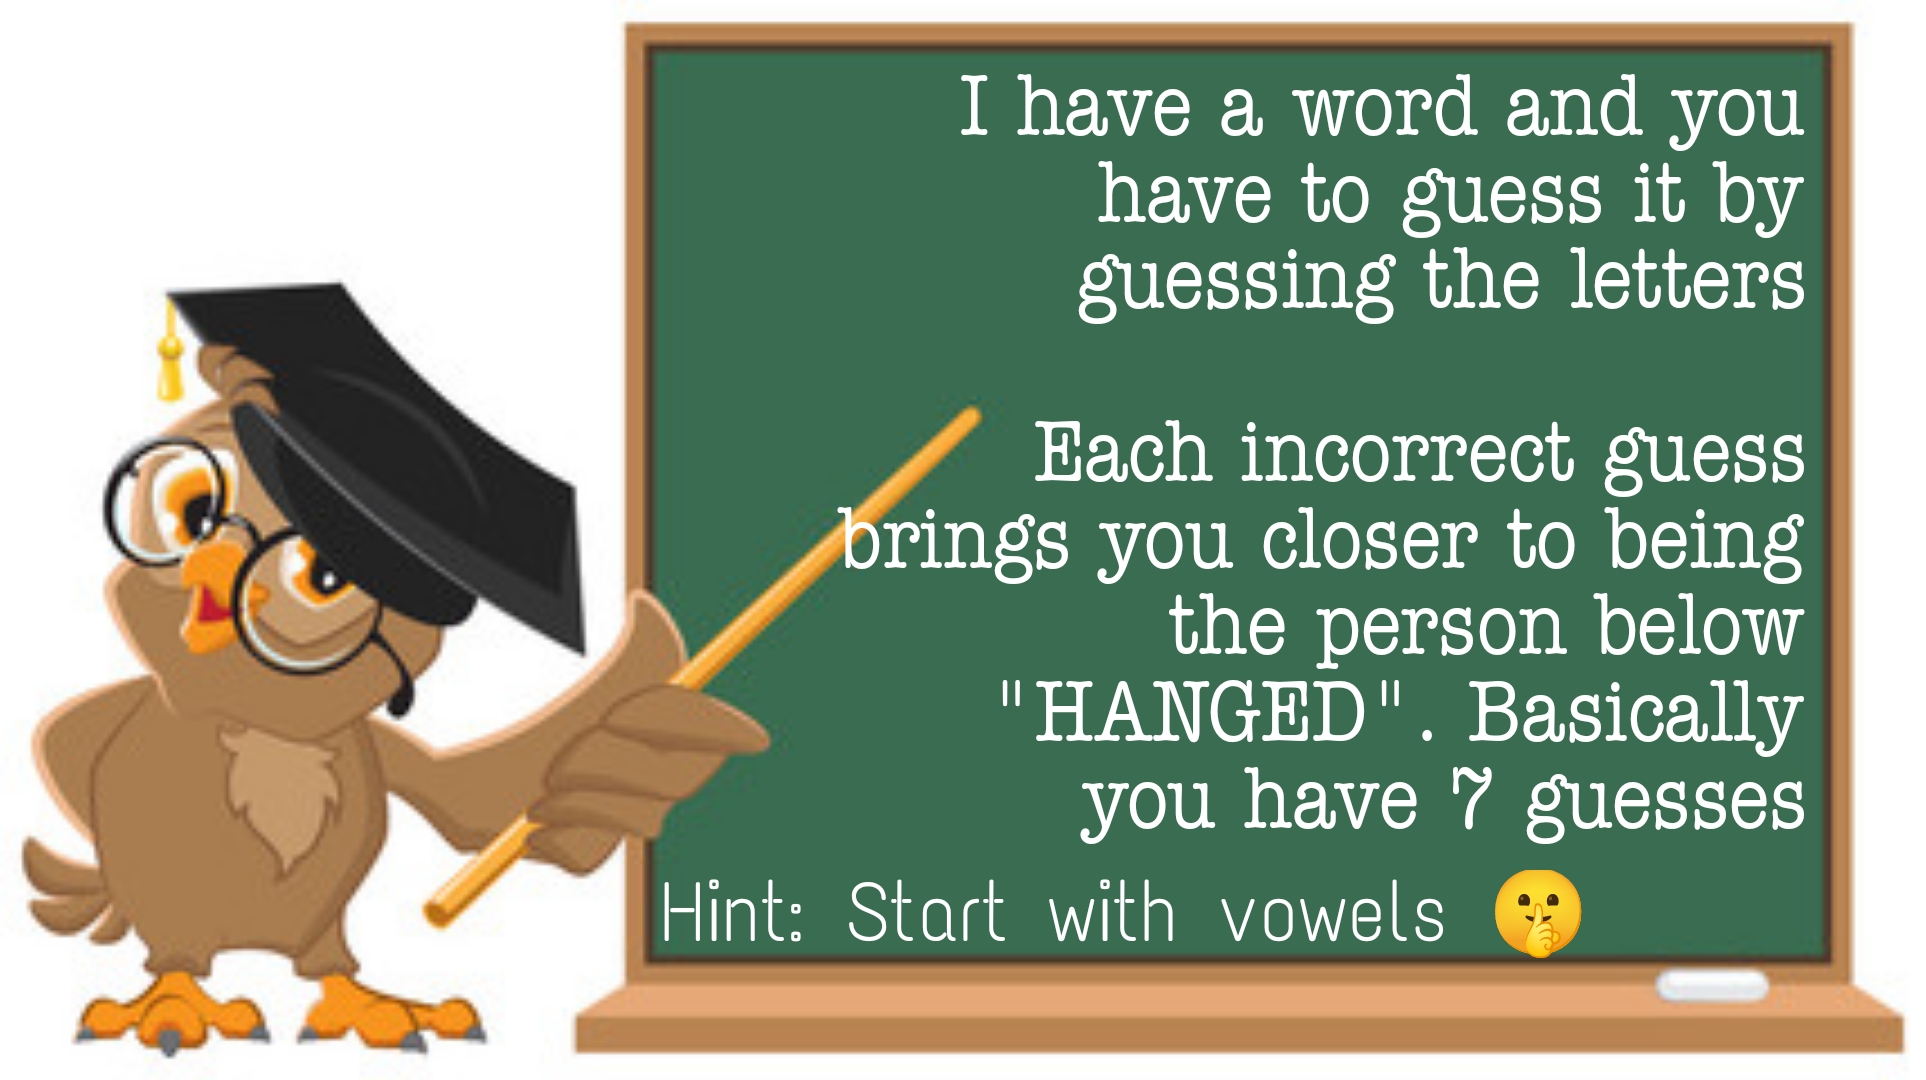 I have a word and you
have to guess it by
guessing the letters
Each incorrect guess
brings you closer to being
the person below
"HANGED". Basically
you have 7 guesses
Hint: Start with vowels 🤫